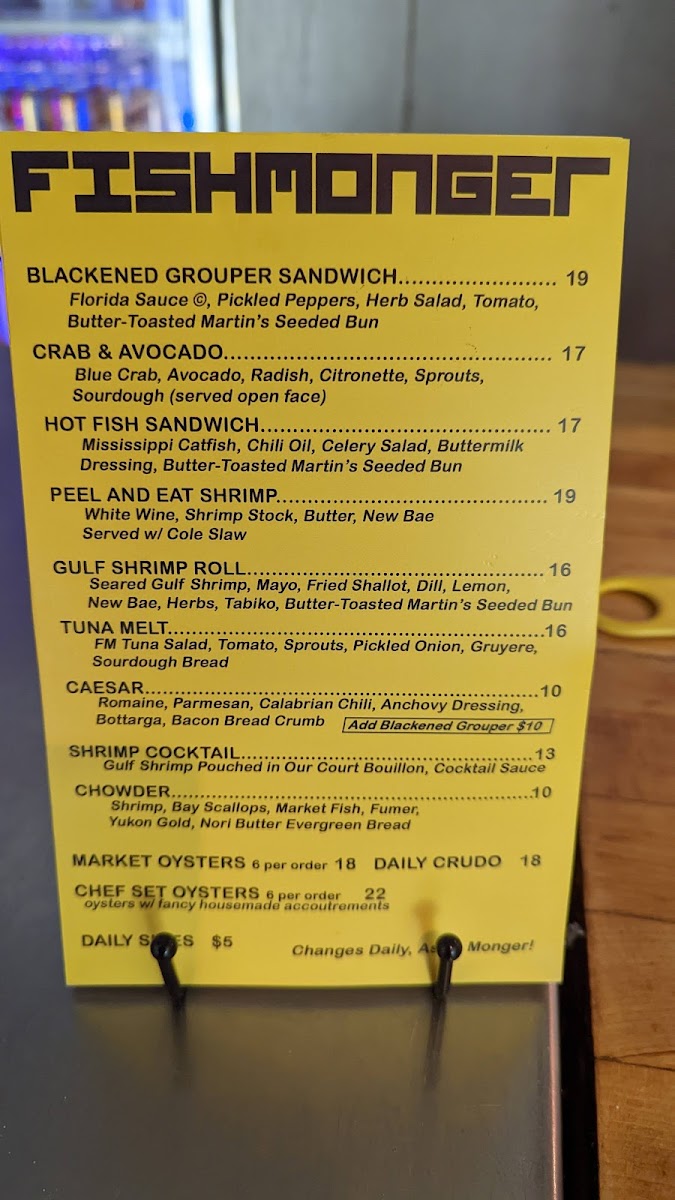 FISHMONGER
BLACKENED GROUPER SANDWICH........................ 19
Florida Sauce ©, Pickled Peppers, Herb Salad, Tomato,
Butter-Toasted Martin's Seeded Bun
CRAB & AVOCADO.................................................. 17
Blue Crab, Avocado, Radish, Citronette, Sprouts,
Sourdough (served open face)
HOT FISH SANDWICH............................................ 17
Mississippi Catfish, Chili Oil, Celery Salad, Buttermilk
Dressing, Butter-Toasted Martin's Seeded Bun
PEEL AND EAT SHRIMP......................................... 19
White Wine, Shrimp Stock, Butter, New Bae
Served w/ Cole Slaw
GULF SHRIMP ROLL............................................. 16
Seared Gulf Shrimp, Mayo, Fried Shallot, Dill, Lemon,
New Bae, Herbs, Tabiko, Butter-Toasted Martin's Seeded Bun
TUNA MELT.........................................................16
FM Tuna Salad, Tomato, Sprouts, Pickled Onion, Gruyere,
Sourdough Bread
CAESAR............................................................10
Romaine, Parmesan, Calabrian Chili, Anchovy Dressing,
Bottarga, Bacon Bread Crumb Add Blackened Grouper $10
SHRIMP COCKTAIL.............................................13
Gulf Shrimp Pouched in Our Court Bouillon, Cocktail Sauce
CHOWDER.......................................................10
Shrimp, Bay Scallops, Market Fish, Fumer,
Yukon Gold, Nori Butter Evergreen Bread
MARKET OYSTERS 6 per order 18 DAILY CRUDO 18
CHEF SET OYSTERS 6 per order 22
oysters w/ fancy housemade accoutrements
DAILY $5 Changes Daily, Monger!